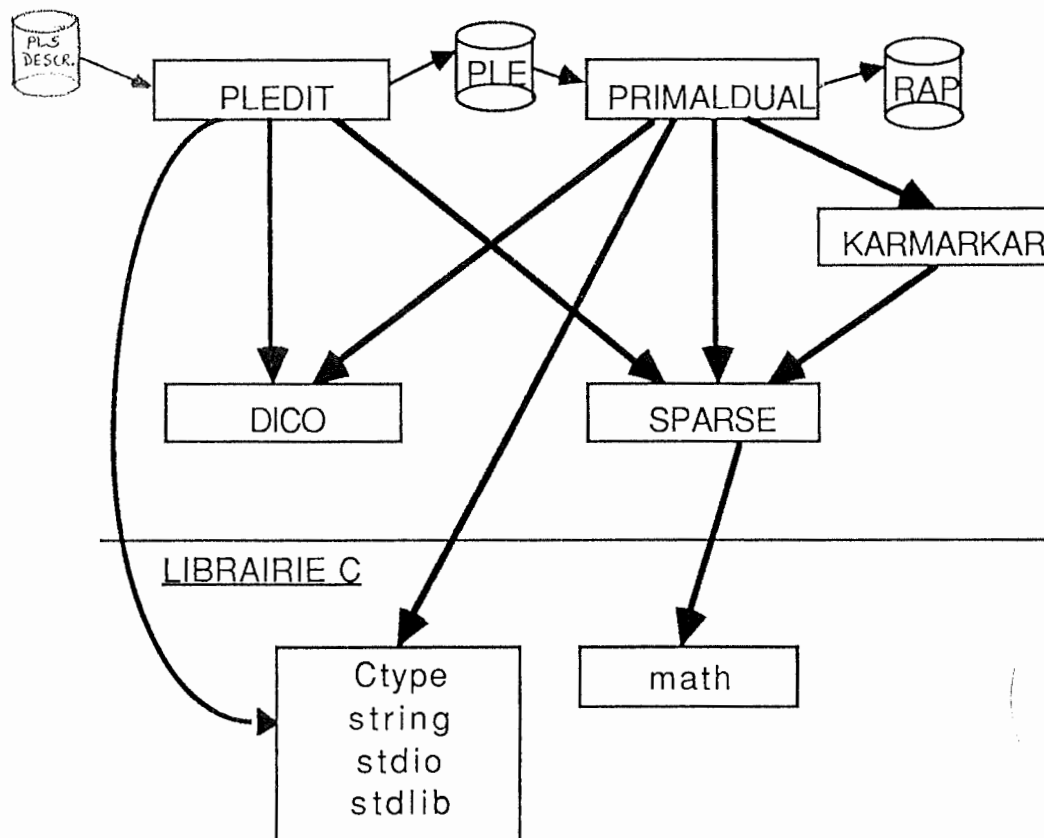 PLS
DESCR.
PLEDIT
PLE
PRIMALDUAL
RAP
KARMARKAR
DICO
SPARSE
LIBRAIRIE C
Ctype
string
stdio
stdlib
math